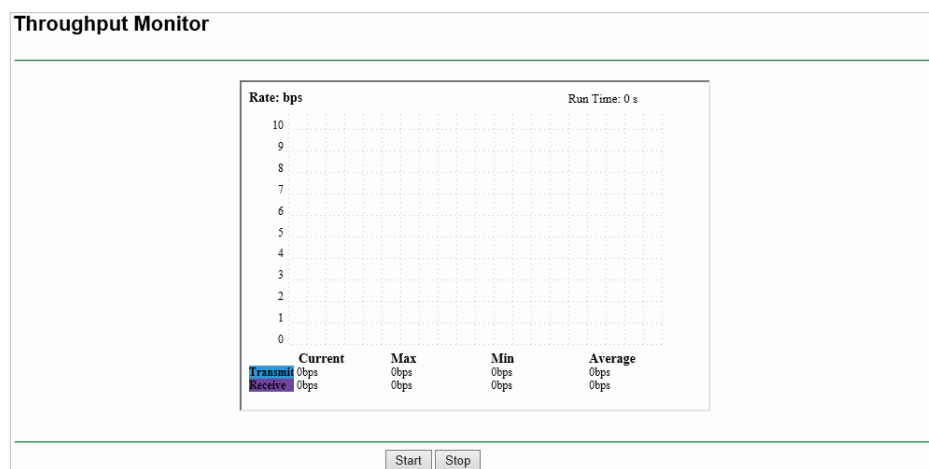 Throughput Monitor
Rate: bps Run Time: 0 s
10
9
8
7
6
5
4
3
2
1
0
Current Max Min Average
Transmit 0bps 0bps 0bps 0bps
Receive 0bps 0bps 0bps 0bps
Start Stop